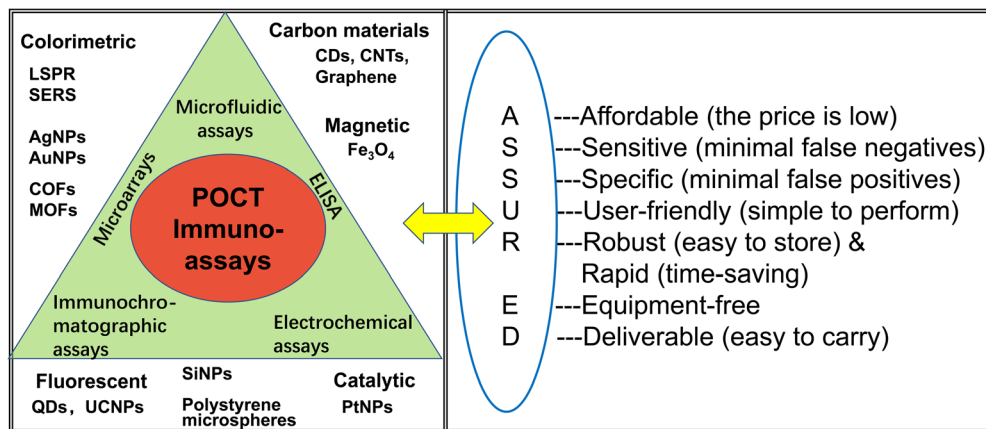 Colorimetric
LSPR
SERS
AgNPs
AuNPs
COFs
MOFs
Carbon materials
CDs, CNTs,
Graphene
Magnetic
Fe₃O₄
Microfluidic
assays
Microarrays
ELISA
POCT
Immuno-
assays
Immunochro-
matographic
assays
Electrochemical
assays
Fluorescent
QDs, UCNPs
SiNPs
Polystyrene
microspheres
Catalytic
PtNPs
A ---Affordable (the price is low)
S ---Sensitive (minimal false negatives)
S ---Specific (minimal false positives)
U ---User-friendly (simple to perform)
R ---Robust (easy to store) &
Rapid (time-saving)
E ---Equipment-free
D ---Deliverable (easy to carry)